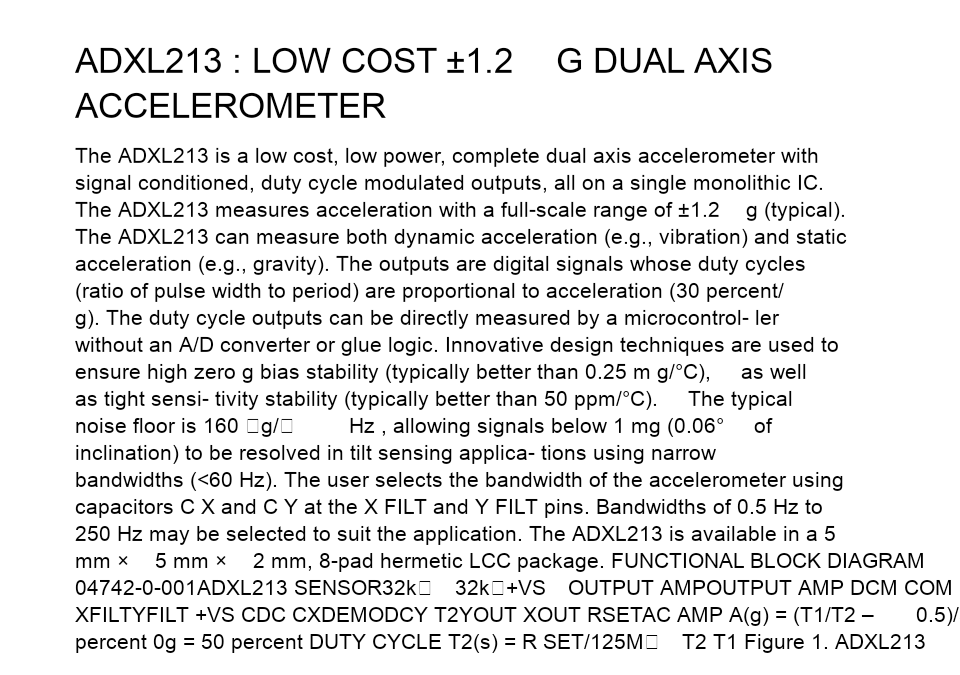 ADXL213 : LOW COST ±1.2 G DUAL AXIS
ACCELEROMETER
The ADXL213 is a low cost, low power, complete dual axis accelerometer with
signal conditioned, duty cycle modulated outputs, all on a single monolithic IC.
The ADXL213 measures acceleration with a full-scale range of ±1.2 g (typical).
The ADXL213 can measure both dynamic acceleration (e.g., vibration) and static
acceleration (e.g., gravity). The outputs are digital signals whose duty cycles
(ratio of pulse width to period) are proportional to acceleration (30 percent/
g). The duty cycle outputs can be directly measured by a microcontrol- ler
without an A/D converter or glue logic. Innovative design techniques are used to
ensure high zero g bias stability (typically better than 0.25 m g/°C), as well
as tight sensi- tivity stability (typically better than 50 ppm/°C). The typical
noise floor is 160 □g/□ Hz , allowing signals below 1 mg (0.06° of
inclination) to be resolved in tilt sensing applica- tions using narrow
bandwidths (<60 Hz). The user selects the bandwidth of the accelerometer using
capacitors C X and C Y at the X FILT and Y FILT pins. Bandwidths of 0.5 Hz to
250 Hz may be selected to suit the application. The ADXL213 is available in a 5
mm × 5 mm × 2 mm, 8-pad hermetic LCC package. FUNCTIONAL BLOCK DIAGRAM
04742-0-001ADXL213 SENSOR32k□ 32k□+VS OUTPUT AMPOUTPUT AMP DCM COM
XFILTYFILT +VS CDC CXDEMODCY T2YOUT XOUT RSETAC AMP A(g) = (T1/T2 – 0.5)/
percent 0g = 50 percent DUTY CYCLE T2(s) = R SET/125M□ T2 T1 Figure 1. ADXL213